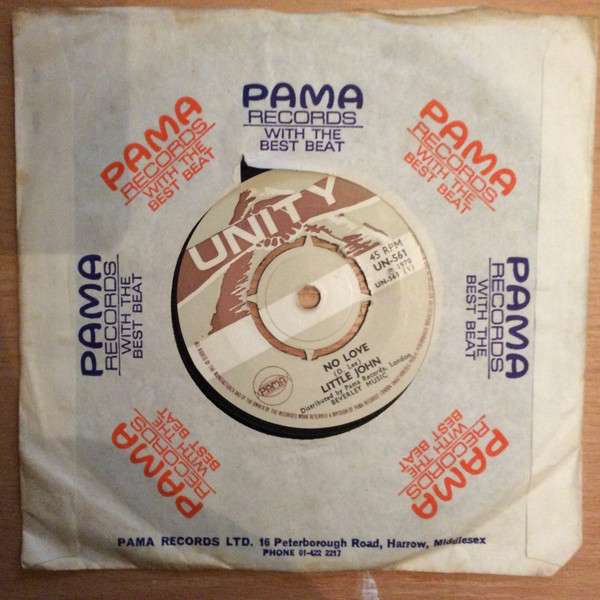 PAMA
RECORDS
WITH THE
BEST BEAT
PAMA
RECORDS
WITH THE
BEST BEAT
PAMA
RECORDS
WITH THE
BEST BEAT
PAMA
RECORDS
WITH THE
BEST BEAT
PAMA
RECORDS
WITH THE
BEST BEAT
UNITY
45 RPM
UN-561
℗ 1970
NO LOVE
(D. Lee)
LITTLE JOHN
Distributed by Pama Records, London.
BEVERLEY MUSIC
PAMA
RECORDS
WITH THE
BEST BEAT
PAMA
RECORDS
WITH THE
BEST BEAT
PAMA RECORDS LTD. 16 Peterborough Road, Harrow, Middlesex
PHONE 01-422 2217